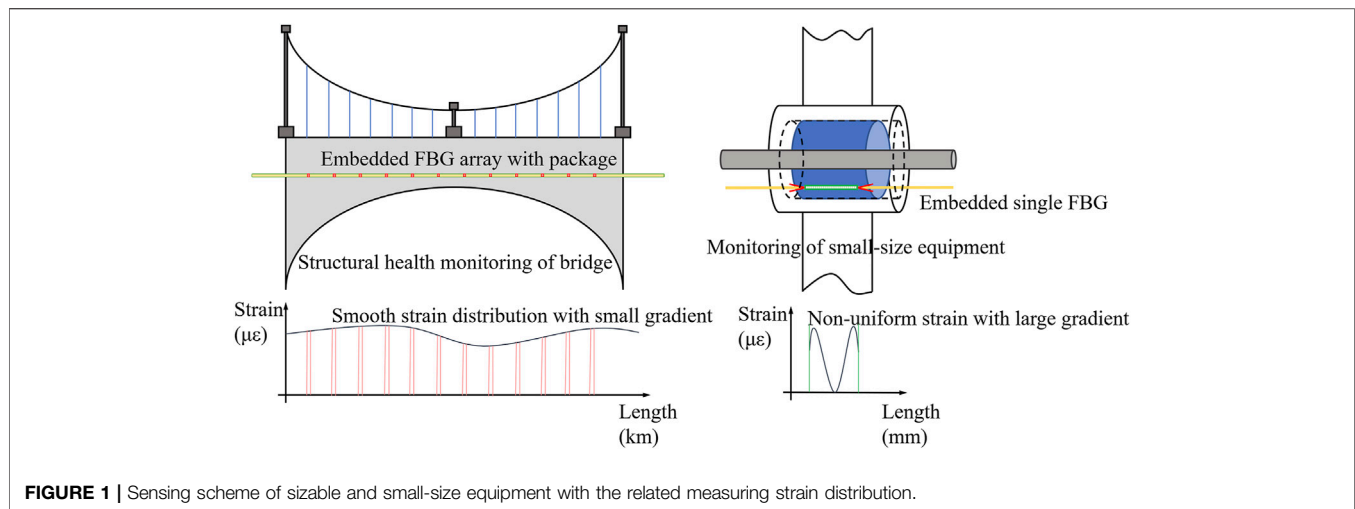 Embedded FBG array with package
Structural health monitoring of bridge
Strain
(με)
Smooth strain distribution with small gradient
Length
(km)
Embedded single FBG
Monitoring of small-size equipment
Strain
(με)
Non-uniform strain with large gradient
Length
(mm)
FIGURE 1 | Sensing scheme of sizable and small-size equipment with the related measuring strain distribution.